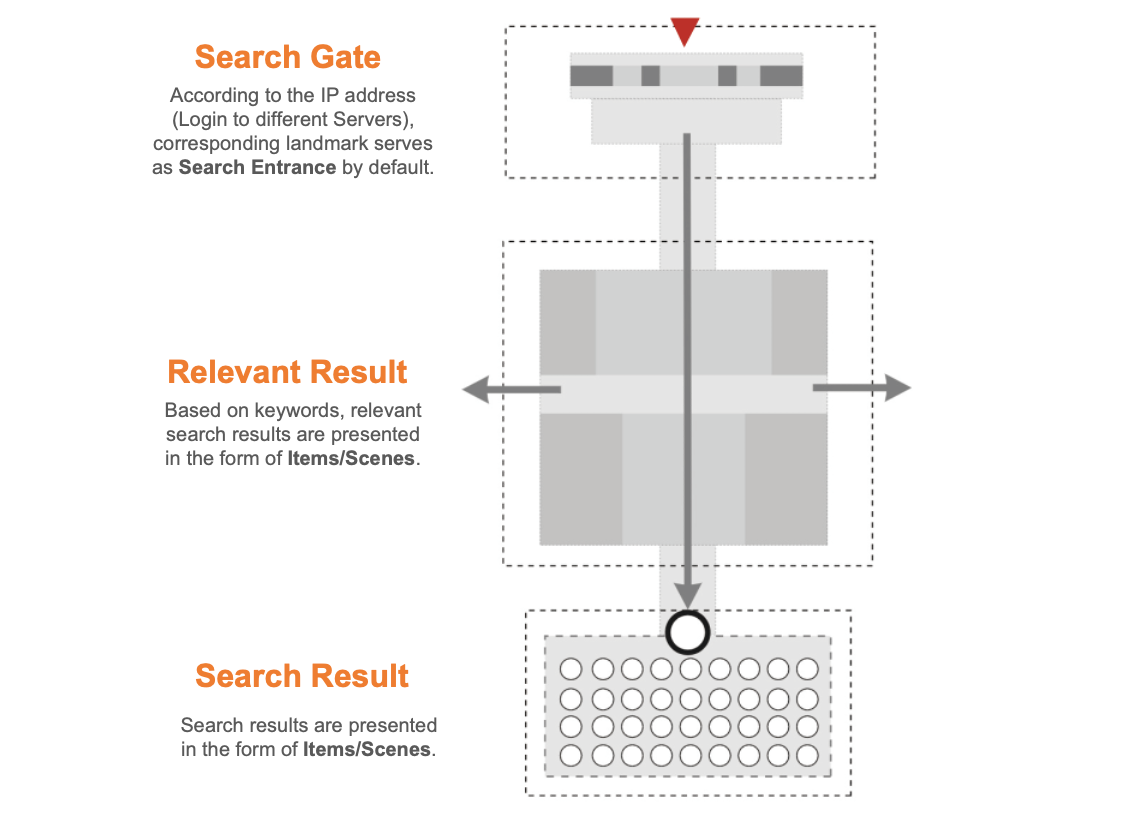 Search Gate
According to the IP address
(Login to different Servers),
corresponding landmark serves
as Search Entrance by default.
Relevant Result
Based on keywords, relevant
search results are presented
in the form of Items/Scenes.
Search Result
Search results are presented
in the form of Items/Scenes.